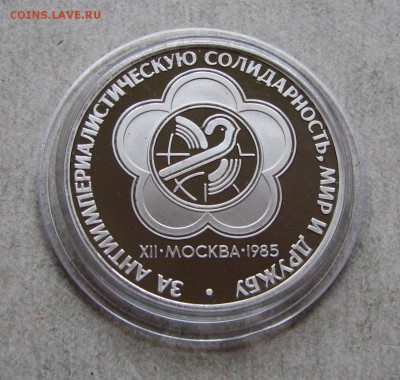 COINS.LAVE.RU
ЗА АНТИИМПЕРИАЛИСТИЧЕСКУЮ СОЛИДАРНОСТЬ, МИР И ДРУЖБУ •
XII • МОСКВА • 1985